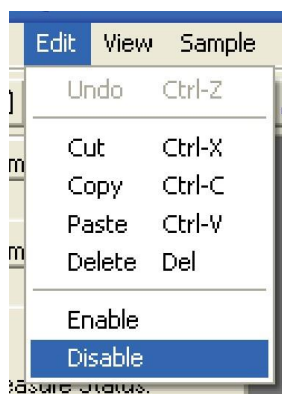 Edit View Sample
Undo Ctrl-Z
Cut Ctrl-X
Copy Ctrl-C
Paste Ctrl-V
Delete Del
Enable
Disable